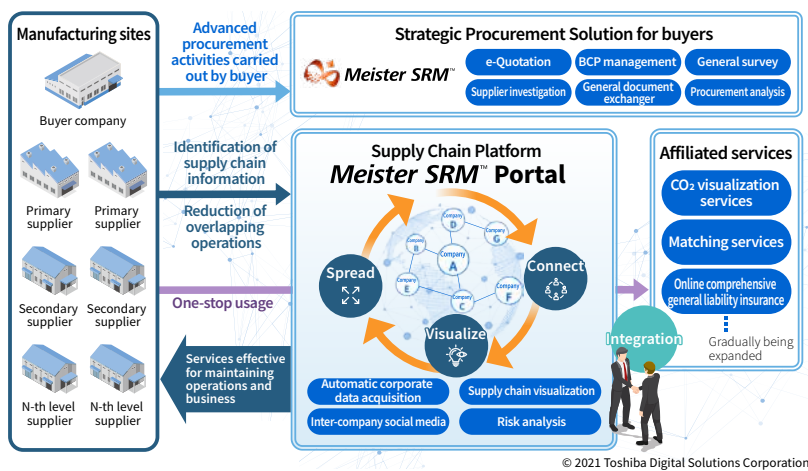 Manufacturing sites
Buyer company
Primary
supplier
Primary
supplier
Secondary
supplier
Secondary
supplier
N-th level
supplier
N-th level
supplier
Advanced
procurement
activities carried
out by buyer
Identification of
supply chain
information
Reduction of
overlapping
operations
One-stop usage
Services effective
for maintaining
operations and
business
Strategic Procurement Solution for buyers
Meister SRM™
e-Quotation
BCP management
General survey
Supplier investigation
General document
exchanger
Procurement analysis
Supply Chain Platform
Meister SRM™ Portal
Company
D
Company
G
Company
B
Company
A
Company
E
Company
C
Company
F
Spread
Connect
Visualize
Automatic corporate
data acquisition
Supply chain visualization
Inter-company social media
Risk analysis
Affiliated services
CO₂ visualization
services
Matching services
Online comprehensive
general liability insurance
Gradually being
expanded
Integration
© 2021 Toshiba Digital Solutions Corporation